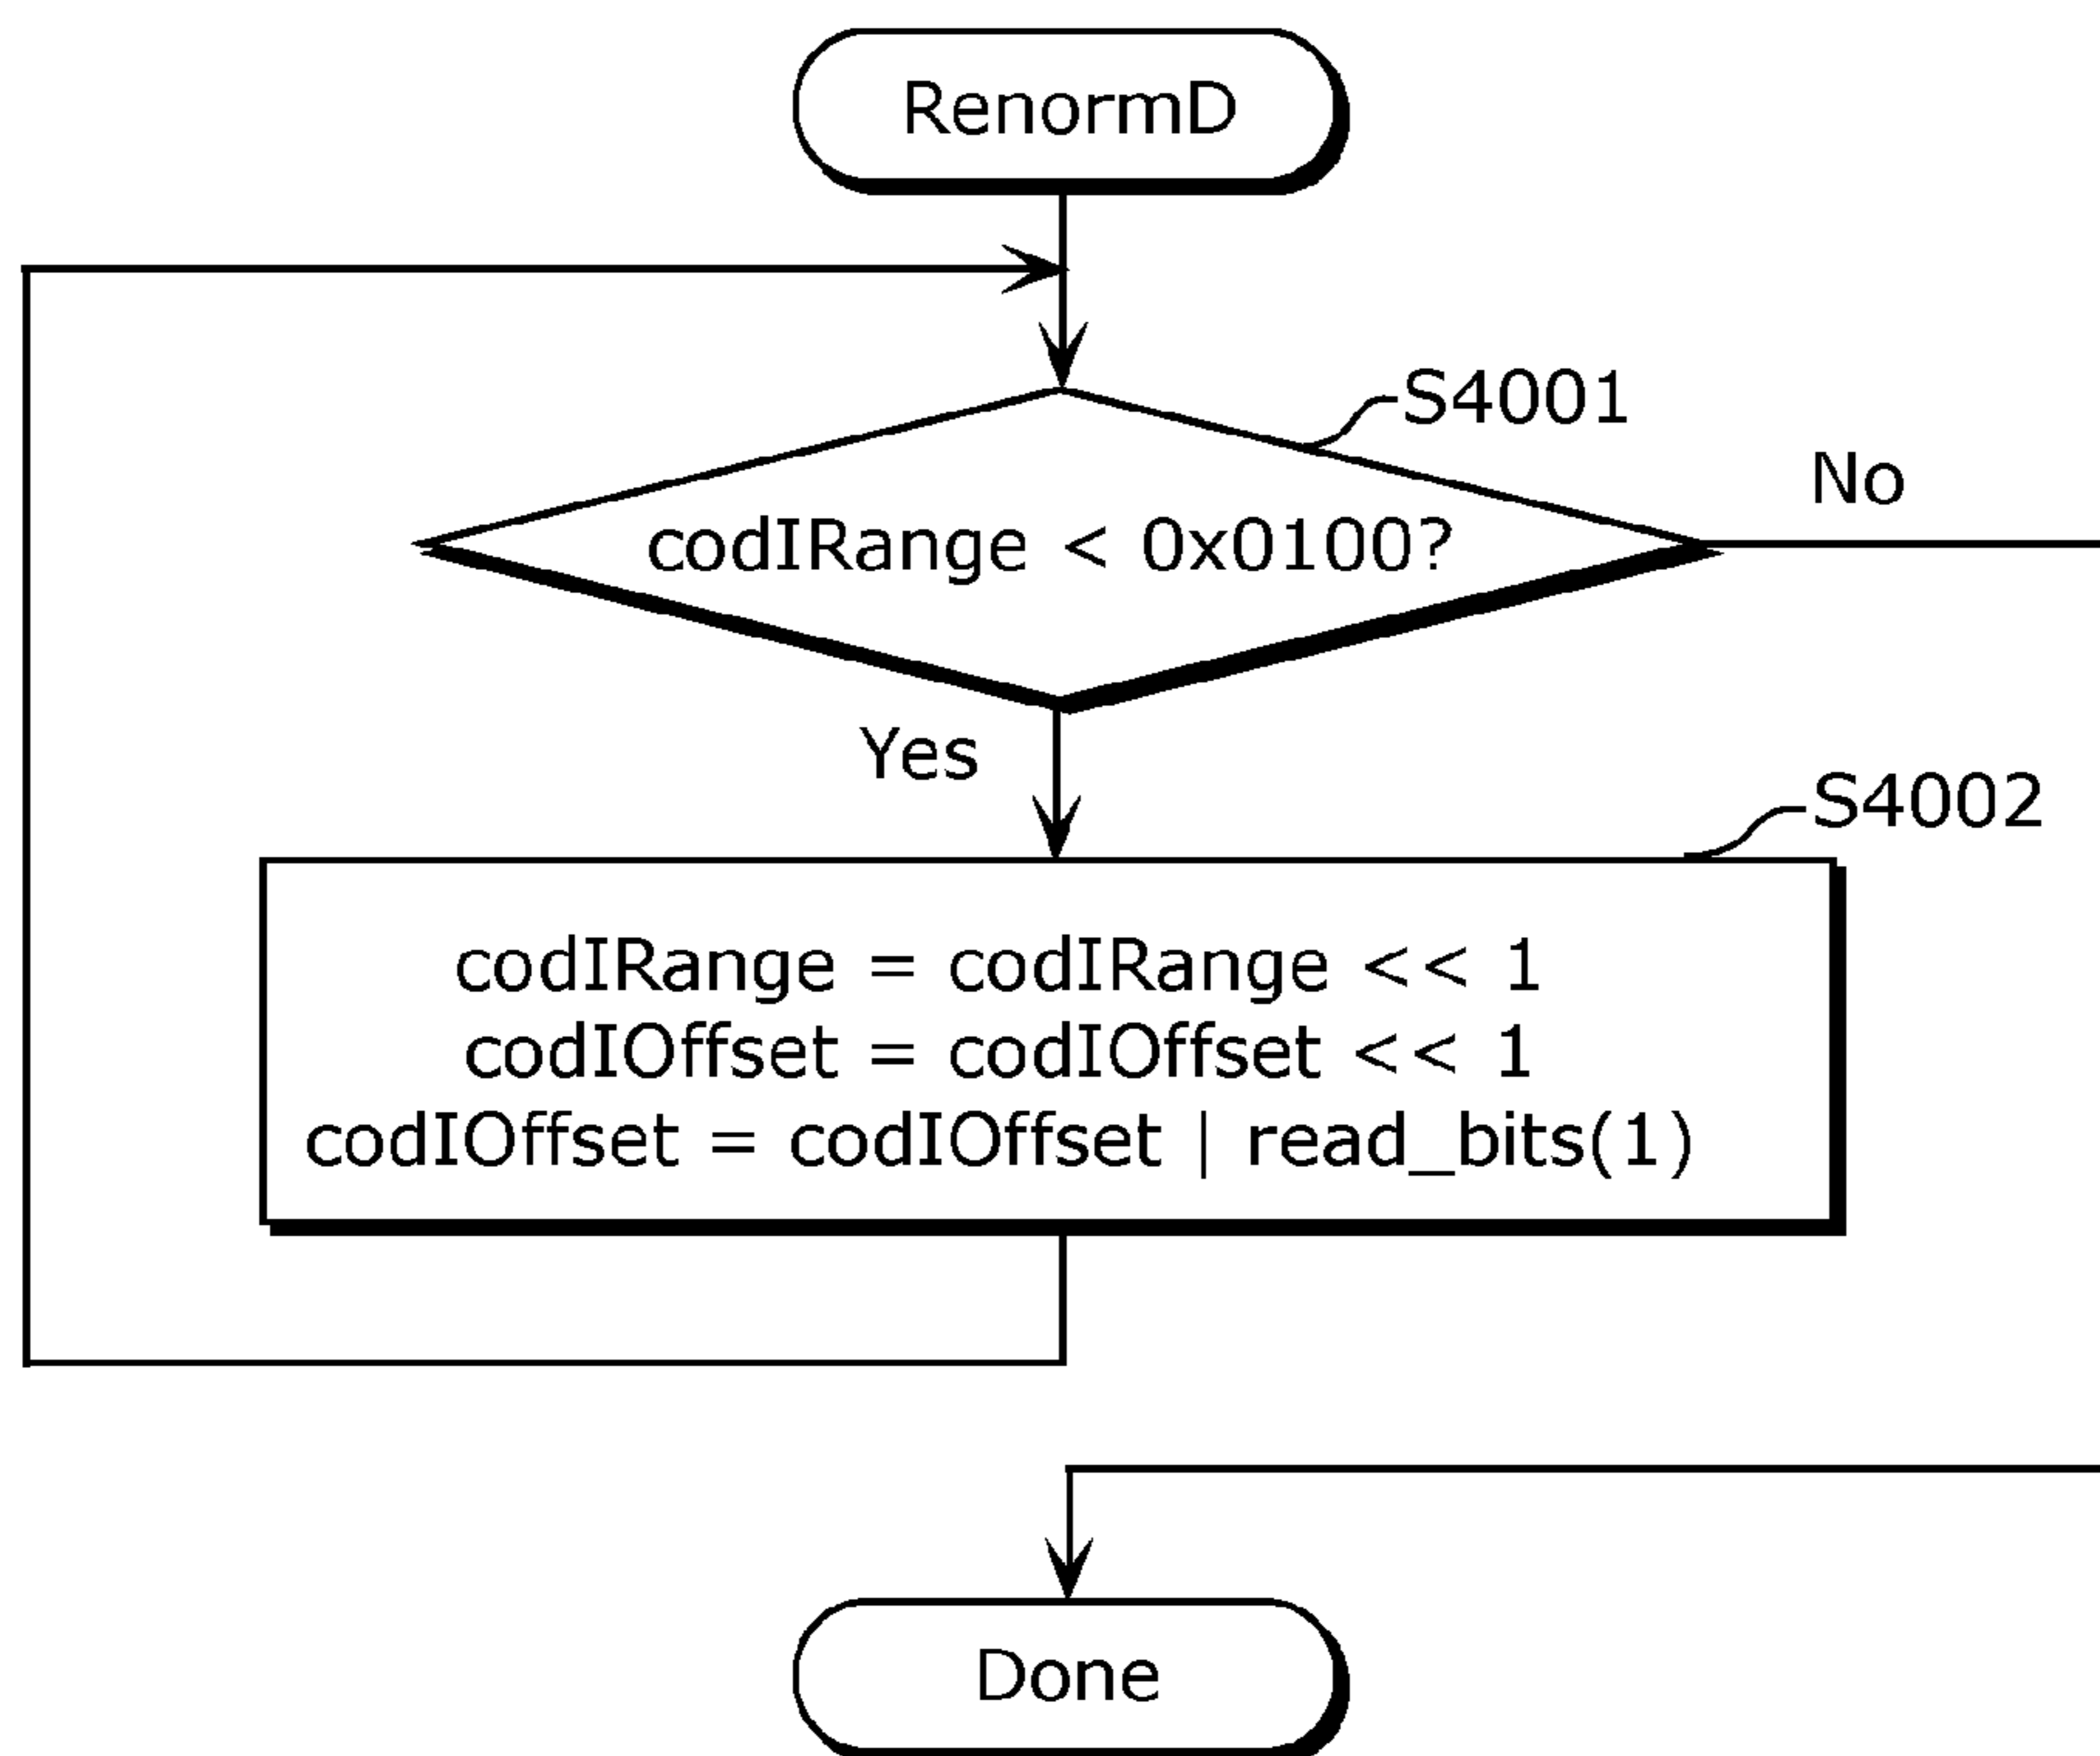 RenormD
S4001
No
codIRange < 0x0100?
Yes
S4002
codIRange = codIRange << 1
codIOffset = codIOffset << 1
codIOffset = codIOffset | read_bits(1)
Done